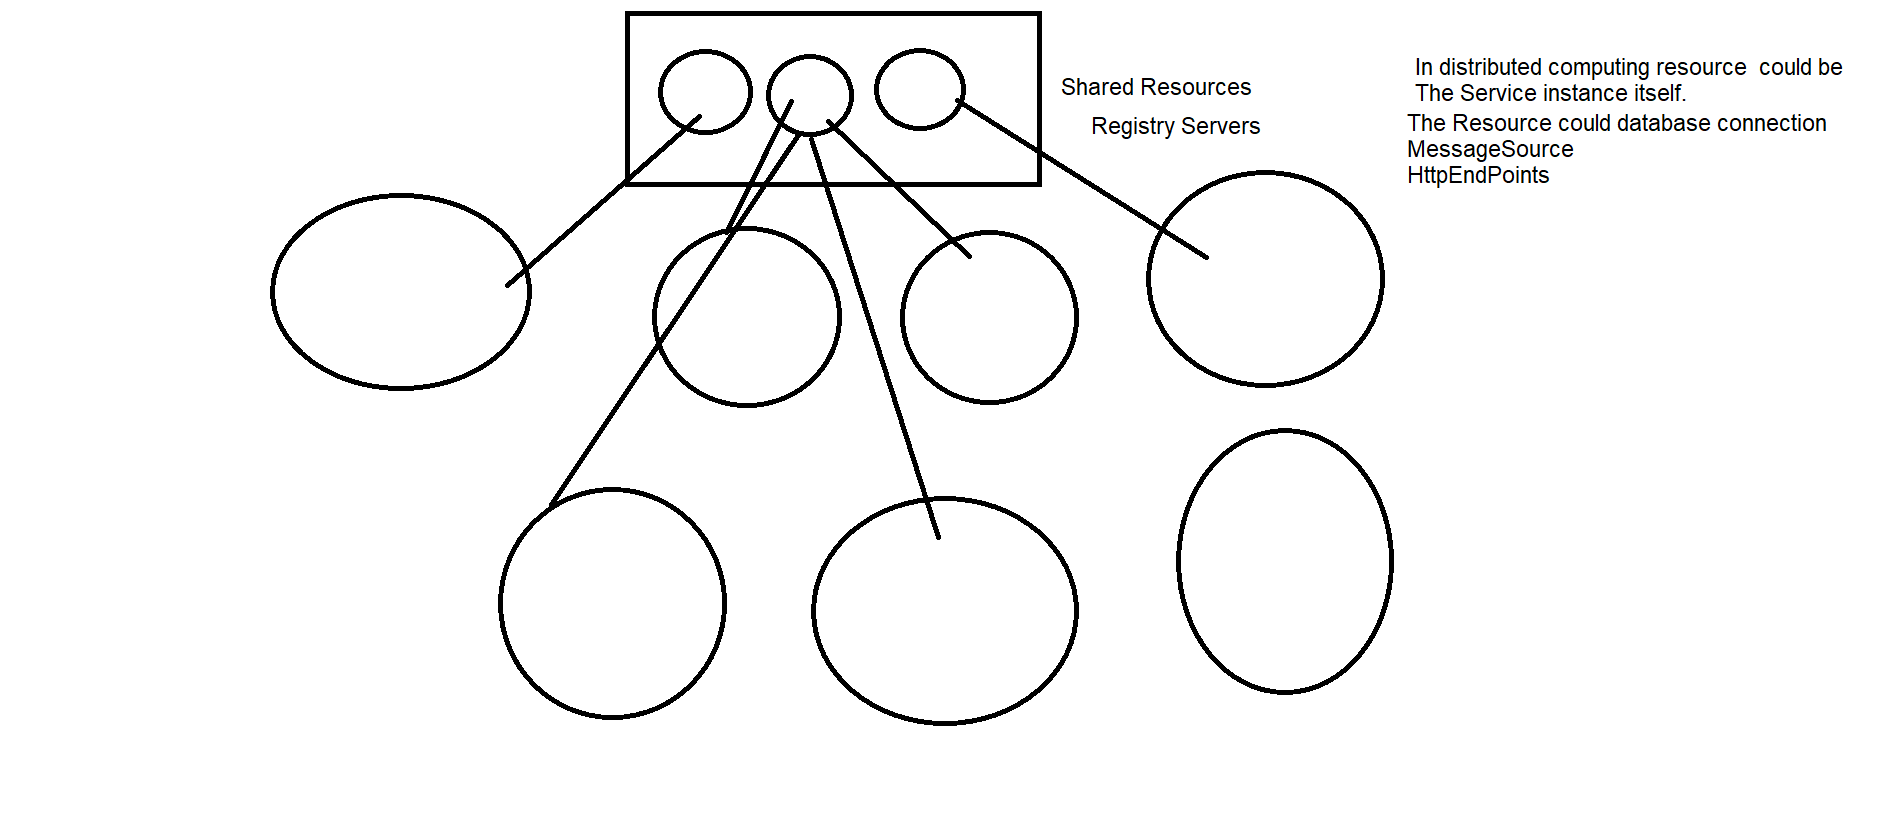 Shared Resources
Registry Servers
In distributed computing resource  could be
The Service instance itself.
The Resource could database connection
MessageSource
HttpEndPoints